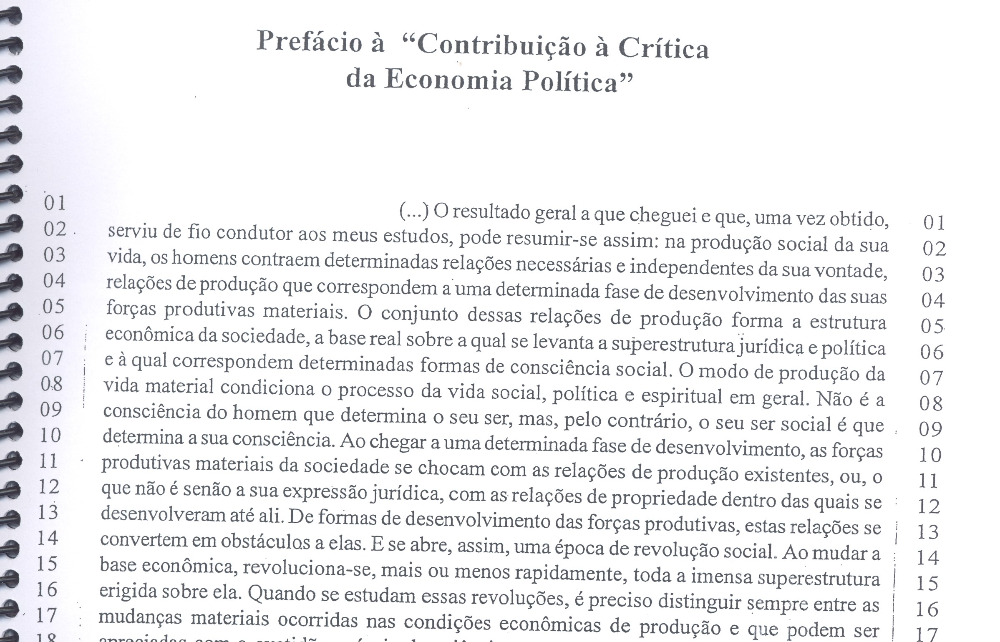 Prefácio à “Contribuição à Crítica
da Economia Política”
01 (...) O resultado geral a que cheguei e que, uma vez obtido, 01
02 serviu de fio condutor aos meus estudos, pode resumir-se assim: na produção social da sua 02
03 vida, os homens contraem determinadas relações necessárias e independentes da sua vontade, 03
04 relações de produção que correspondem a uma determinada fase de desenvolvimento das suas 04
05 forças produtivas materiais. O conjunto dessas relações de produção forma a estrutura 05
06 econômica da sociedade, a base real sobre a qual se levanta a superestrutura jurídica e política 06
07 e à qual correspondem determinadas formas de consciência social. O modo de produção da 07
08 vida material condiciona o processo da vida social, política e espiritual em geral. Não é a 08
09 consciência do homem que determina o seu ser, mas, pelo contrário, o seu ser social é que 09
10 determina a sua consciência. Ao chegar a uma determinada fase de desenvolvimento, as forças 10
11 produtivas materiais da sociedade se chocam com as relações de produção existentes, ou, o 11
12 que não é senão a sua expressão jurídica, com as relações de propriedade dentro das quais se 12
13 desenvolveram até ali. De formas de desenvolvimento das forças produtivas, estas relações se 13
14 convertem em obstáculos a elas. E se abre, assim, uma época de revolução social. Ao mudar a 14
15 base econômica, revoluciona-se, mais ou menos rapidamente, toda a imensa superestrutura 15
16 erigida sobre ela. Quando se estudam essas revoluções, é preciso distinguir sempre entre as 16
17 mudanças materiais ocorridas nas condições econômicas de produção e que podem ser 17
18